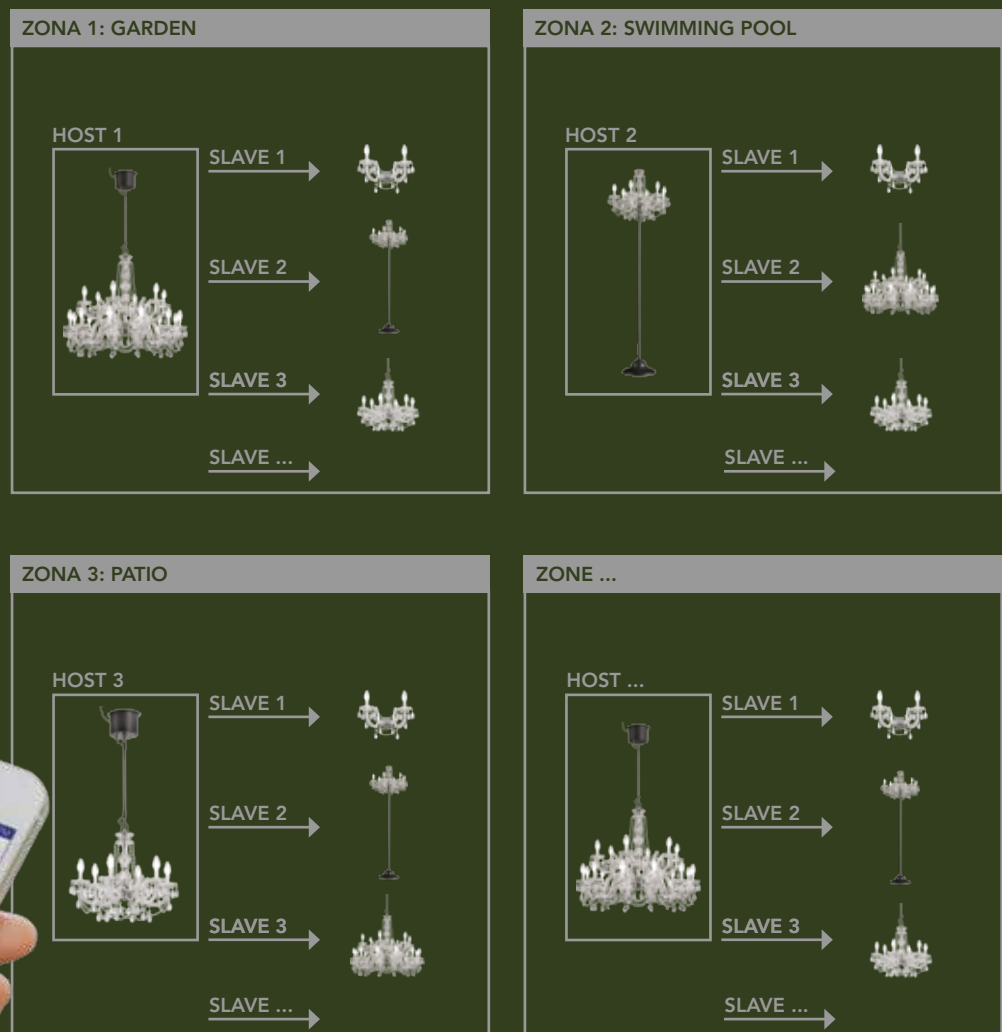 ZONA 1: GARDEN
HOST 1
SLAVE 1
SLAVE 2
SLAVE 3
SLAVE ...
ZONA 2: SWIMMING POOL
HOST 2
SLAVE 1
SLAVE 2
SLAVE 3
SLAVE ...
ZONA 3: PATIO
HOST 3
SLAVE 1
SLAVE 2
SLAVE 3
SLAVE ...
ZONE ...
HOST ...
SLAVE 1
SLAVE 2
SLAVE 3
SLAVE ...